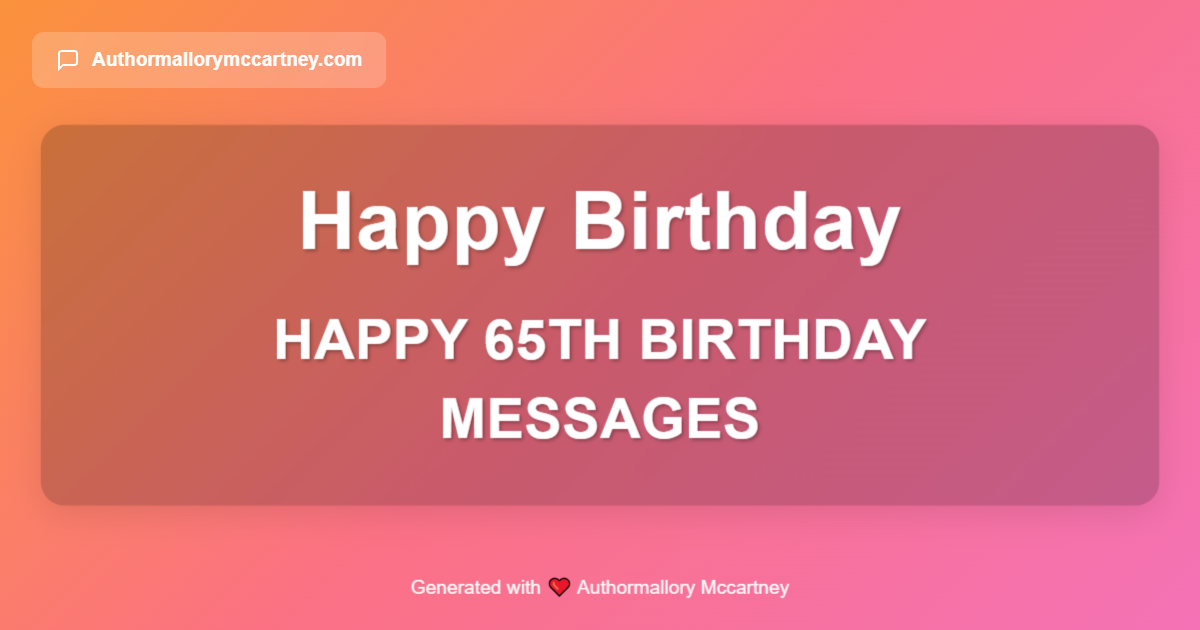 Authormallorymccartney.com
Happy Birthday
HAPPY 65TH BIRTHDAY
MESSAGES
Generated with ❤️ Authormallory Mccartney